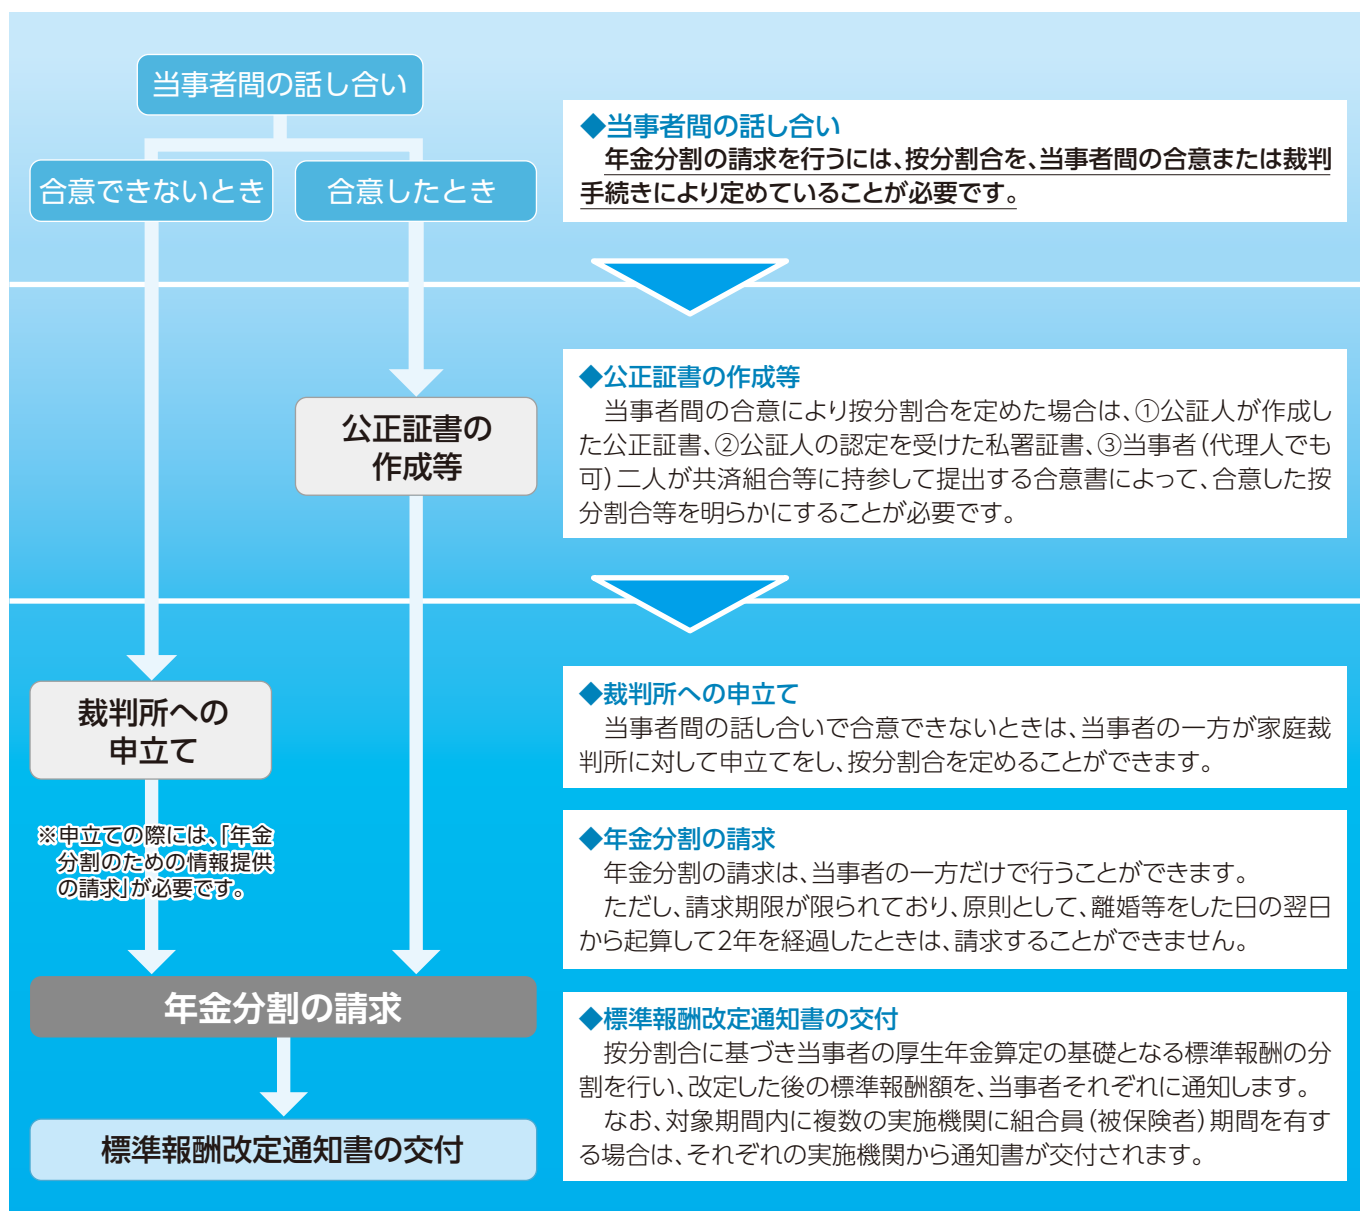 当事者間の話し合い
合意できないとき
合意したとき
◆当事者間の話し合い
年金分割の請求を行うには、按分割合を、当事者間の合意または裁判
手続きにより定めていることが必要です。
公正証書の
作成等
◆公正証書の作成等
当事者間の合意により按分割合を定めた場合は、①公証人が作成し
た公正証書、②公証人の認定を受けた私署証書、③当事者(代理人でも
可)二人が共済組合等に持参して提出する合意書によって、合意した按
分割合等を明らかにすることが必要です。
裁判所への
申立て
※申立ての際には、「年金
分割のための情報提供
の請求」が必要です。
◆裁判所への申立て
当事者間の話し合いで合意できないときは、当事者の一方が家庭裁
判所に対して申立てをし、按分割合を定めることができます。
◆年金分割の請求
年金分割の請求は、当事者の一方だけで行うことができます。
ただし、請求期限が限られており、原則として、離婚等をした日の翌日
から起算して2年を経過したときは、請求することができません。
年金分割の請求
標準報酬改定通知書の交付
◆標準報酬改定通知書の交付
按分割合に基づき当事者の厚生年金算定の基礎となる標準報酬の分
割を行い、改定した後の標準報酬額を、当事者それぞれに通知します。
なお、対象期間内に複数の実施機関に組合員(被保険者)期間を有す
る場合は、それぞれの実施機関から通知書が交付されます。